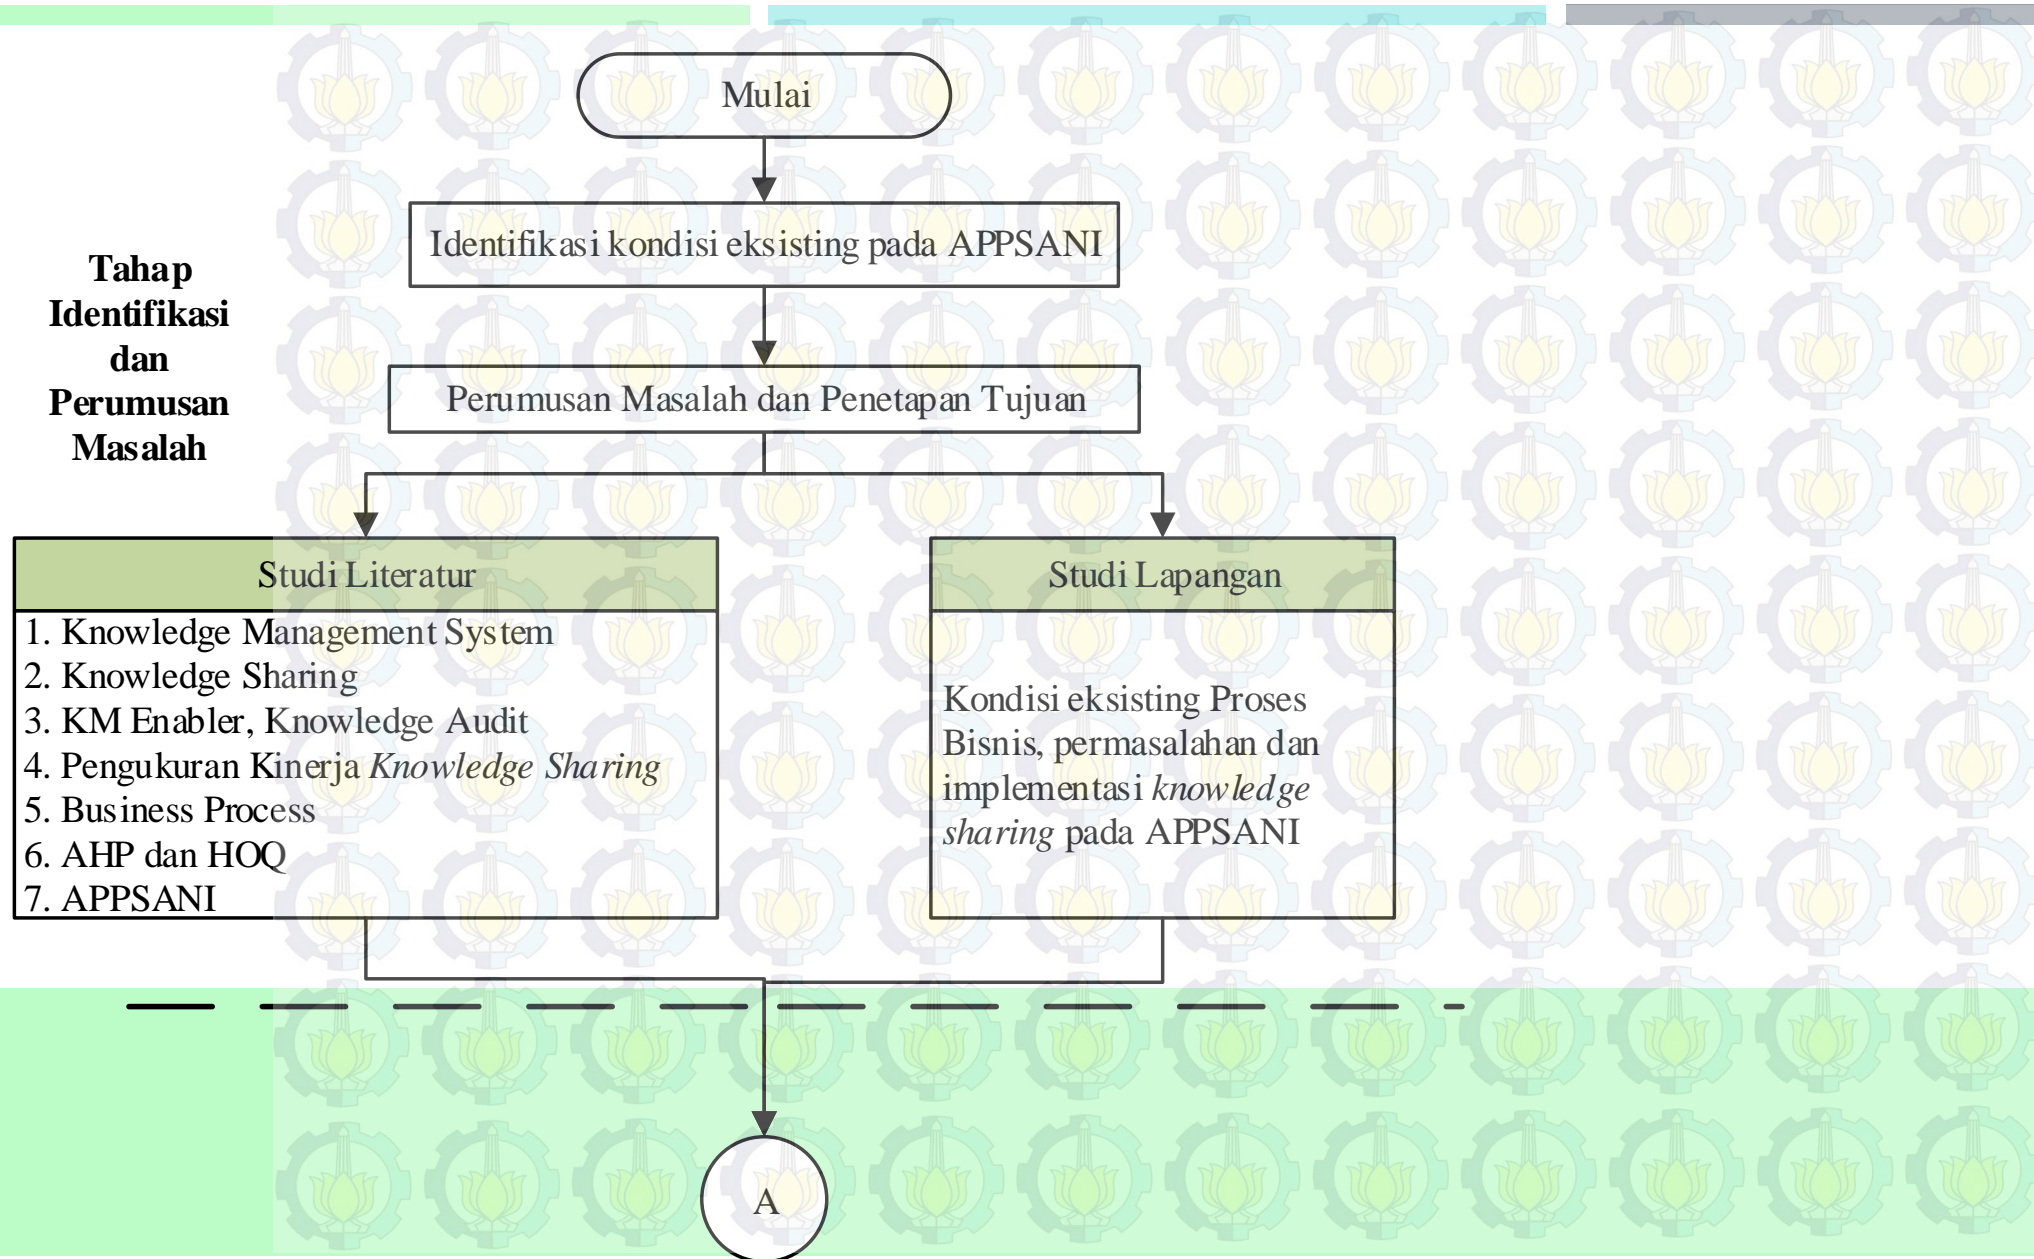 Mulai
Identifikasi kondisi eksisting pada APPSANI
Tahap
Identifikasi
dan
Perumusan
Masalah
Perumusan Masalah dan Penetapan Tujuan
Studi Literatur
1. Knowledge Management System
2. Knowledge Sharing
3. KM Enabler, Knowledge Audit
4. Pengukuran Kinerja Knowledge Sharing
5. Business Process
6. AHP dan HOQ
7. APPSANI
Studi Lapangan
Kondisi eksisting Proses
Bisnis, permasalahan dan
implementasi knowledge
sharing pada APPSANI
A